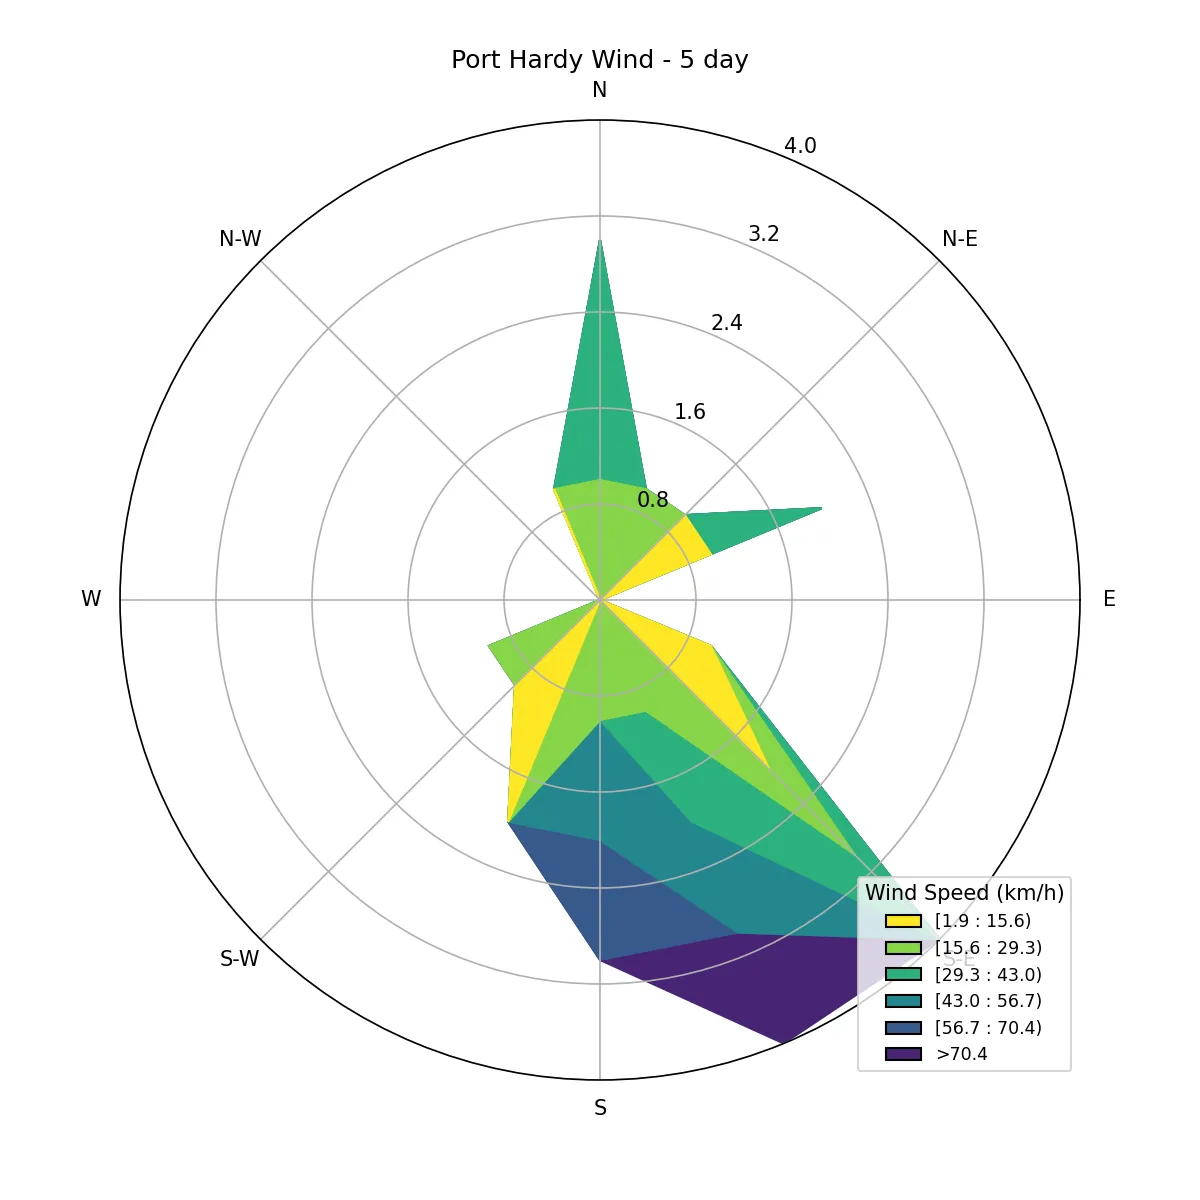 Port Hardy Wind - 5 day
N
4.0
3.2
N-W
N-E
2.4
1.6
0.8
W
E
Wind Speed (km/h)
[1.9 : 15.6)
[15.6 : 29.3)
S-W
S-E
[29.3 : 43.0)
[43.0 : 56.7)
[56.7 : 70.4)
>70.4
S